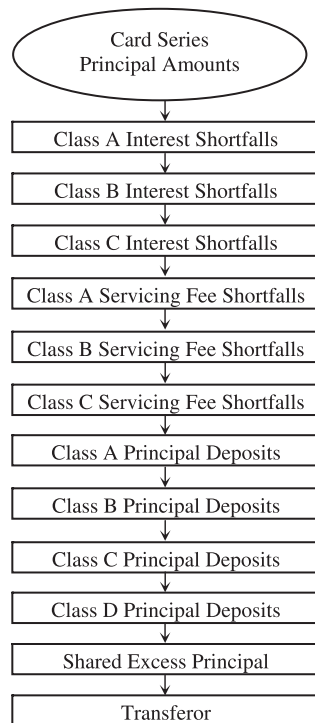 Card Series
Principal Amounts
Class A Interest Shortfalls
Class B Interest Shortfalls
Class C Interest Shortfalls
Class A Servicing Fee Shortfalls
Class B Servicing Fee Shortfalls
Class C Servicing Fee Shortfalls
Class A Principal Deposits
Class B Principal Deposits
Class C Principal Deposits
Class D Principal Deposits
Shared Excess Principal
Transferor